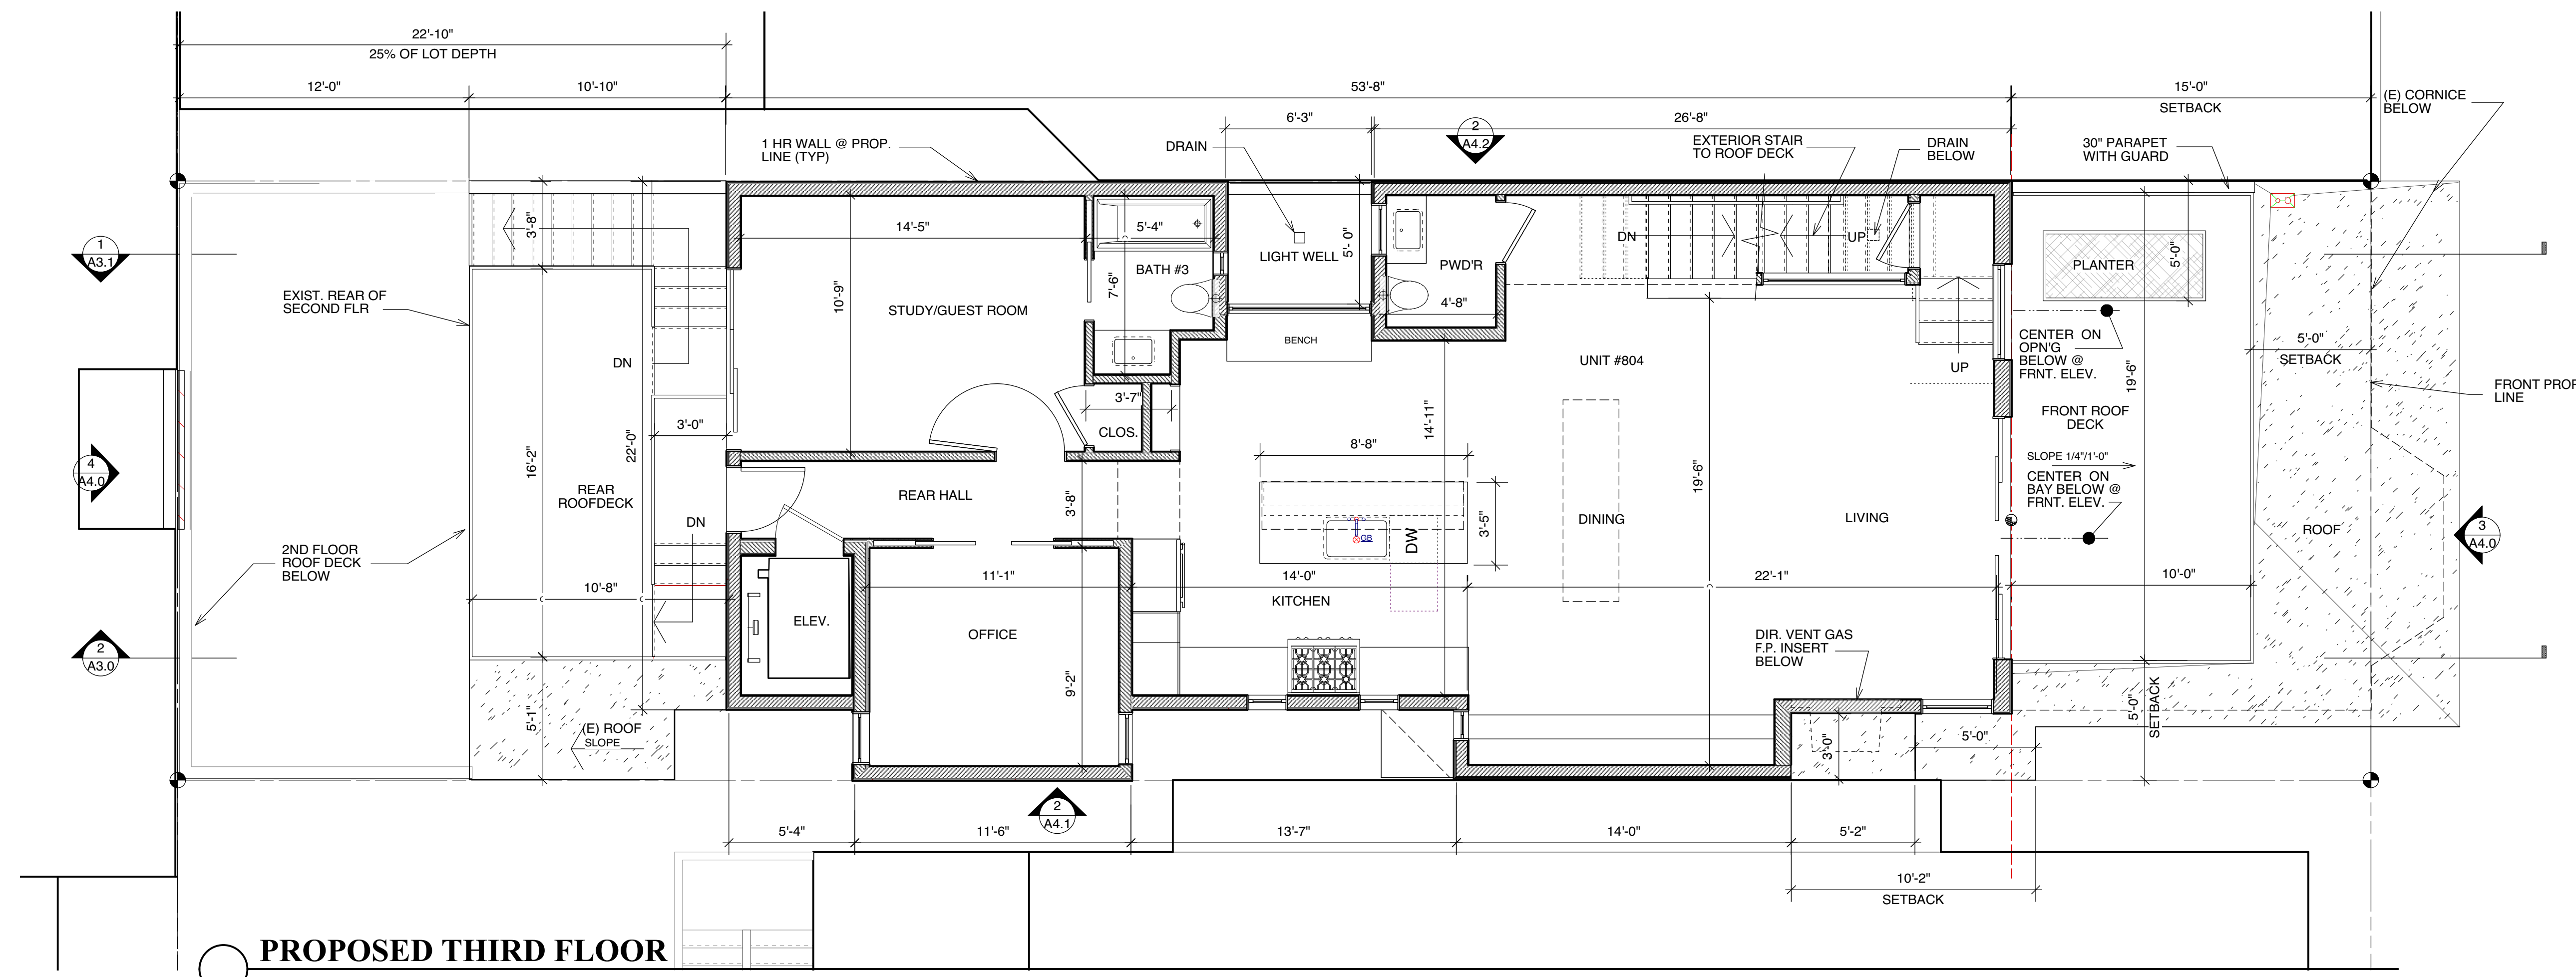 22'-10"
25% OF LOT DEPTH
12'-0"
10'-10"
53'-8"
15'-0"
SETBACK
(E) CORNICE
BELOW
6'-3"
26'-8"
2
A4.2
1 HR WALL @ PROP.
LINE (TYP)
DRAIN
EXTERIOR STAIR
TO ROOF DECK
DRAIN
BELOW
30" PARAPET
WITH GUARD
3'-8"
14'-5"
5'-4"
5'- 0"
DN
UP
1
A3.1
LIGHT WELL
BATH #3
PWD'R
PLANTER
5'-0"
EXIST. REAR OF
SECOND FLR
10'-9"
7'-6"
STUDY/GUEST ROOM
4'-8"
BENCH
CENTER ON
OPN'G
BELOW @
FRNT. ELEV.
5'-0"
SETBACK
DN
UNIT #804
UP
19'-6"
FRONT PROP
LINE
3'-0"
3'-7"
CLOS.
14'-11"
FRONT ROOF
DECK
8'-8"
4
A4.0
16'-2"
22'-0"
SLOPE 1/4"/1'-0"
CENTER ON
BAY BELOW @
FRNT. ELEV.
REAR
ROOFDECK
REAR HALL
3'-8"
19'-6"
DN
DINING
LIVING
3'-5"
DW
GB
ROOF
3
A4.0
2ND FLOOR
ROOF DECK
BELOW
10'-8"
11'-1"
14'-0"
22'-1"
10'-0"
KITCHEN
ELEV.
OFFICE
DIR. VENT GAS
F.P. INSERT
BELOW
2
A3.0
9'-2"
5'-1"
(E) ROOF
SLOPE
5'-0"
SETBACK
3'-0"
5'-0"
2
A4.1
5'-4"
11'-6"
13'-7"
14'-0"
5'-2"
10'-2"
SETBACK
PROPOSED THIRD FLOOR